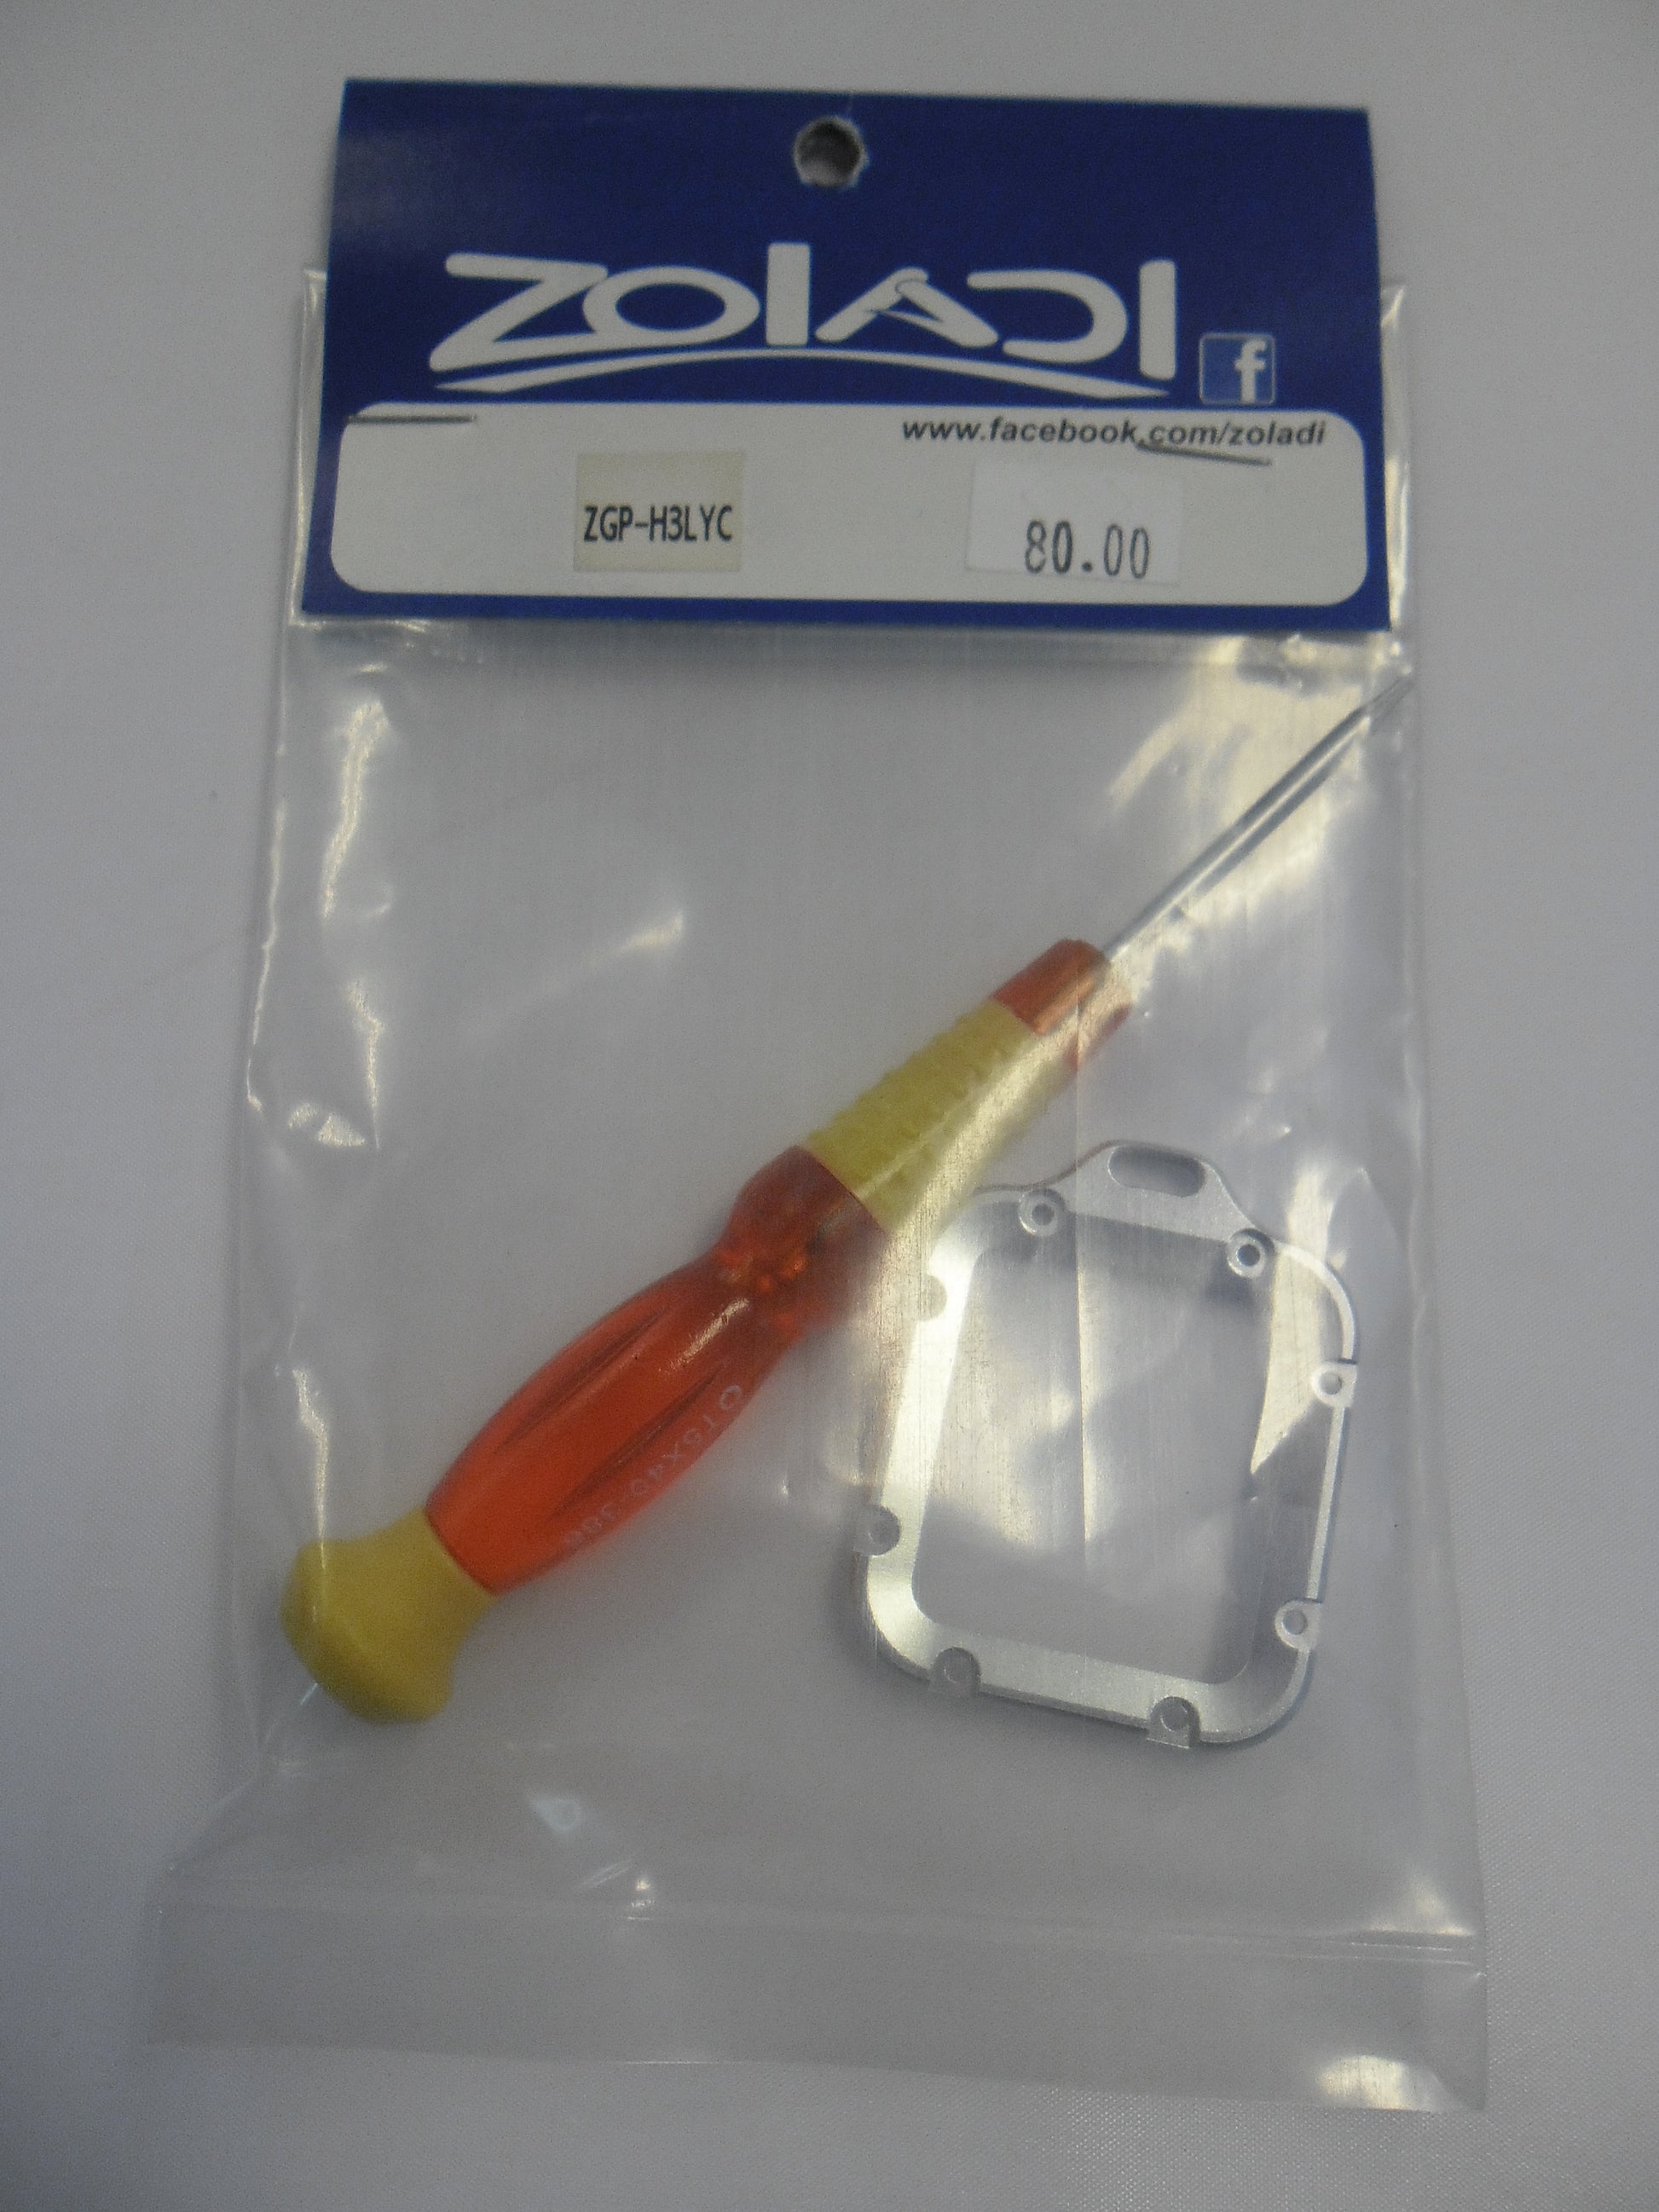 ZOLADI
f
www.facebook.com/zoladi
ZGP-H3LYC
80.00